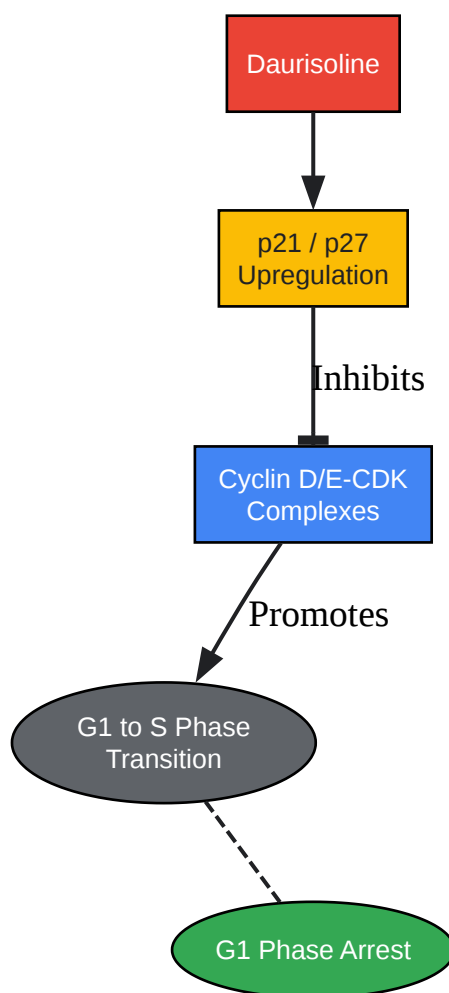 Daurisoline
p21 / p27
Upregulation
Inhibits
Cyclin D/E-CDK
Complexes
Promotes
G1 to S Phase
Transition
G1 Phase Arrest